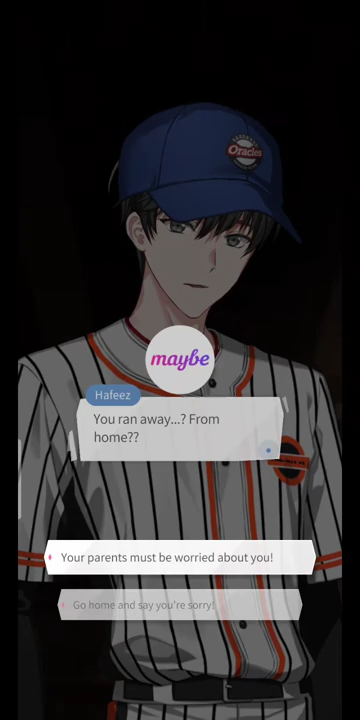 Oracles
maybe
Hafeez
You ran away...? From
home??
Your parents must be worried about you!
Go home and say you're sorry!